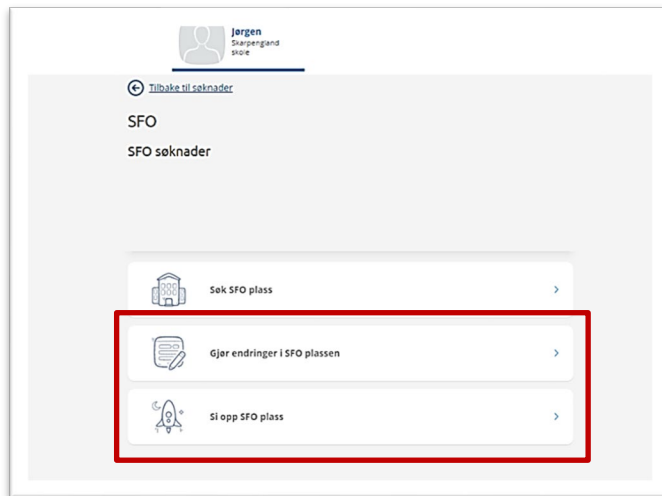 Jørgen
Skarpengland
skole
Tilbake til søknader
SFO
SFO søknader
Søk SFO plass
Gjør endringer i SFO plassen
Si opp SFO plass